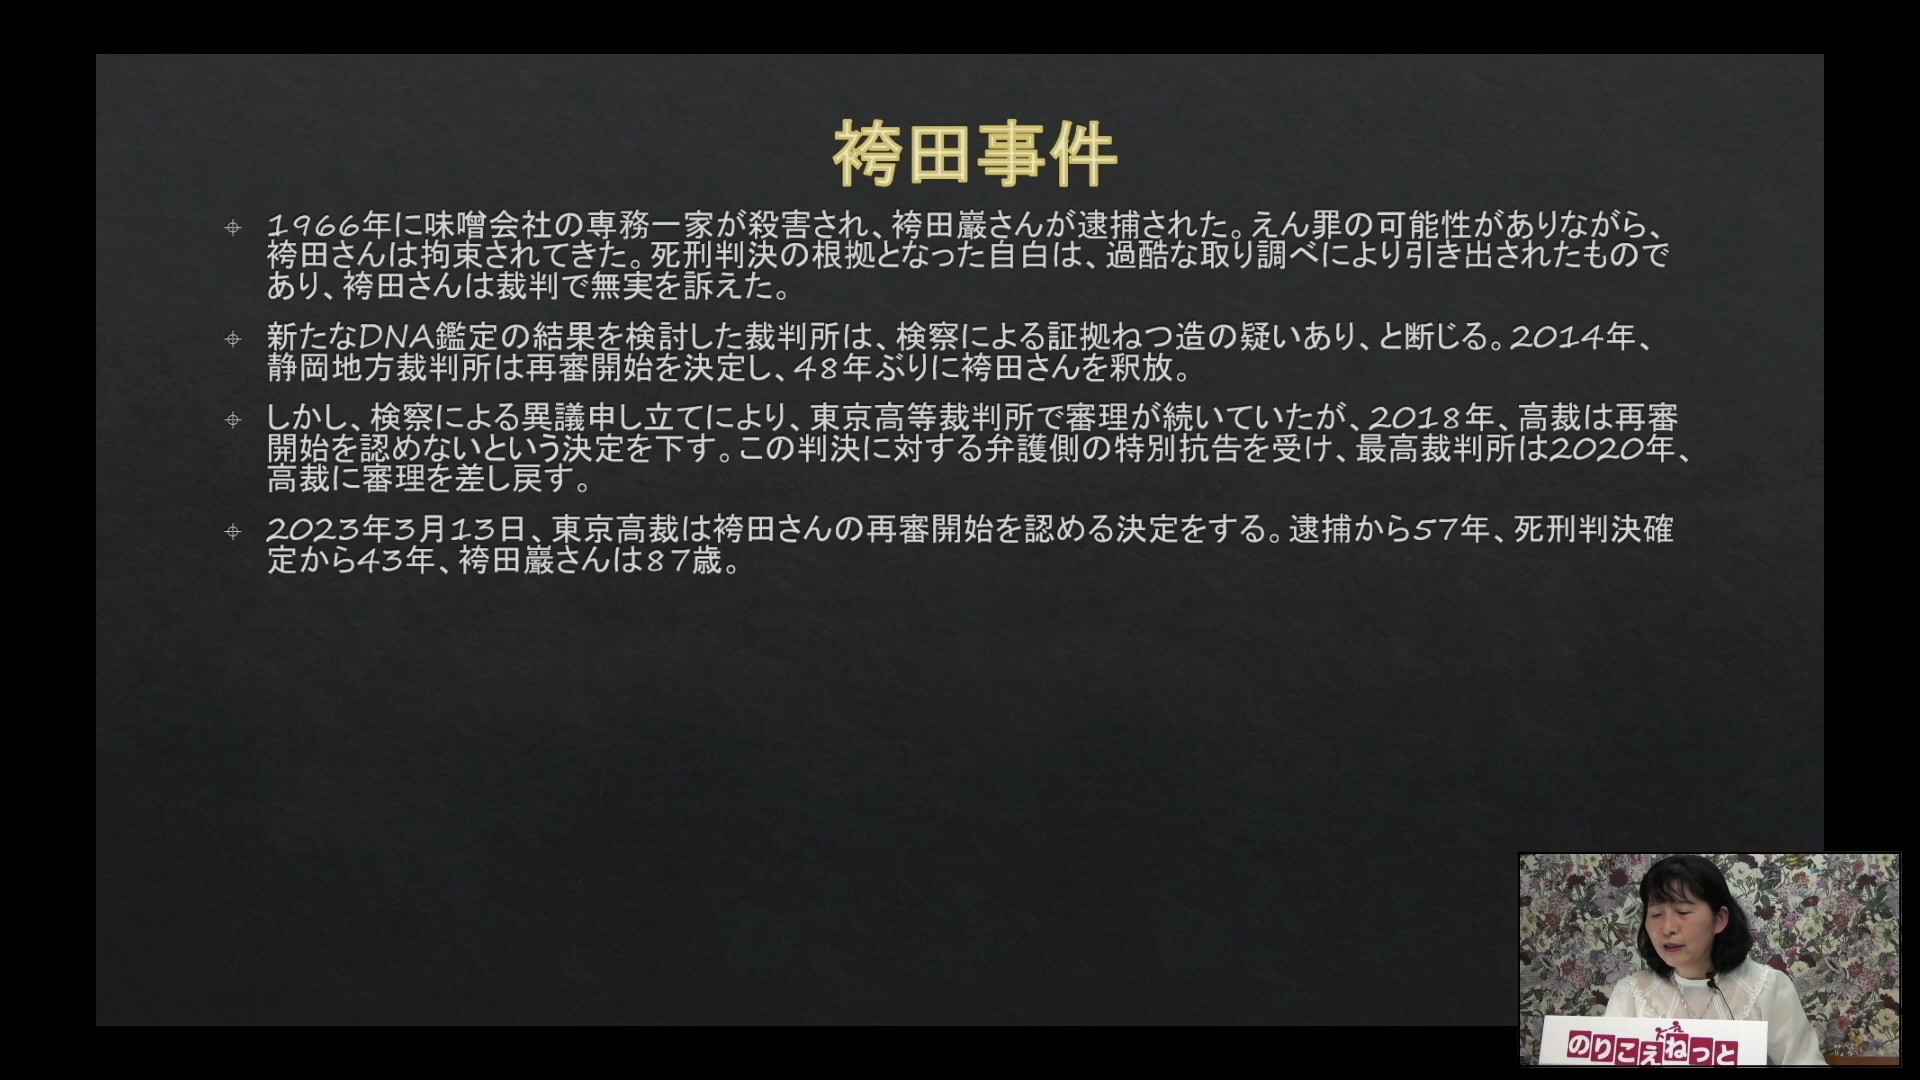 袴田事件
1966年に味噌会社の専務一家が殺害され、袴田巖さんが逮捕された。えん罪の可能性がありながら、
袴田さんは拘束されてきた。死刑判決の根拠となった自白は、過酷な取り調べにより引き出されたもので
あり、袴田さんは裁判で無実を訴えた。
新たなDNA鑑定の結果を検討した裁判所は、検察による証拠ねつ造の疑いあり、と断じる。2014年、
静岡地方裁判所は再審開始を決定し、48年ぶりに袴田さんを釈放。
しかし、検察による異議申し立てにより、東京高等裁判所で審理が続いていたが、2018年、高裁は再審
開始を認めないという決定を下す。この判決に対する弁護側の特別抗告を受け、最高裁判所は2020年、
高裁に審理を差し戻す。
2023年3月13日、東京高裁は袴田さんの再審開始を認める決定をする。逮捕から57年、死刑判決確
定から43年、袴田巖さんは87歳。
のりこえねっと